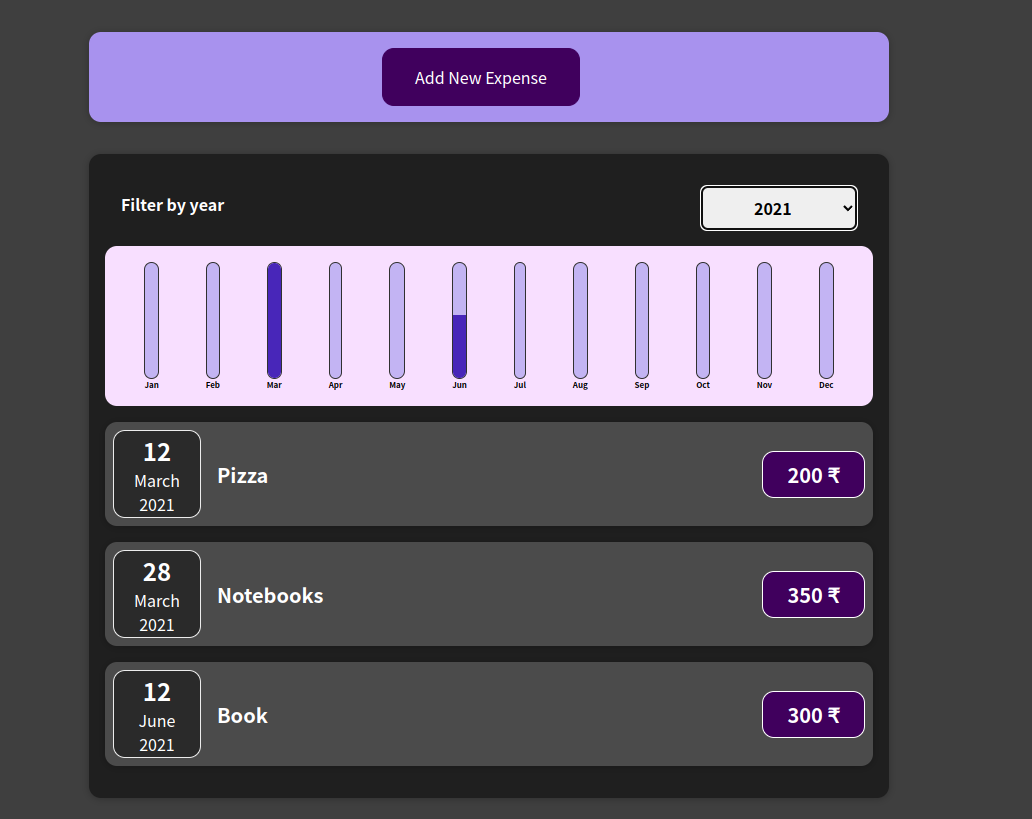 Add New Expense
Filter by year
2021
Jan Feb Mar Apr May Jun Jul Aug Sep Oct Nov Dec
12
March
2021
Pizza
200 ₹
28
March
2021
Notebooks
350 ₹
12
June
2021
Book
300 ₹